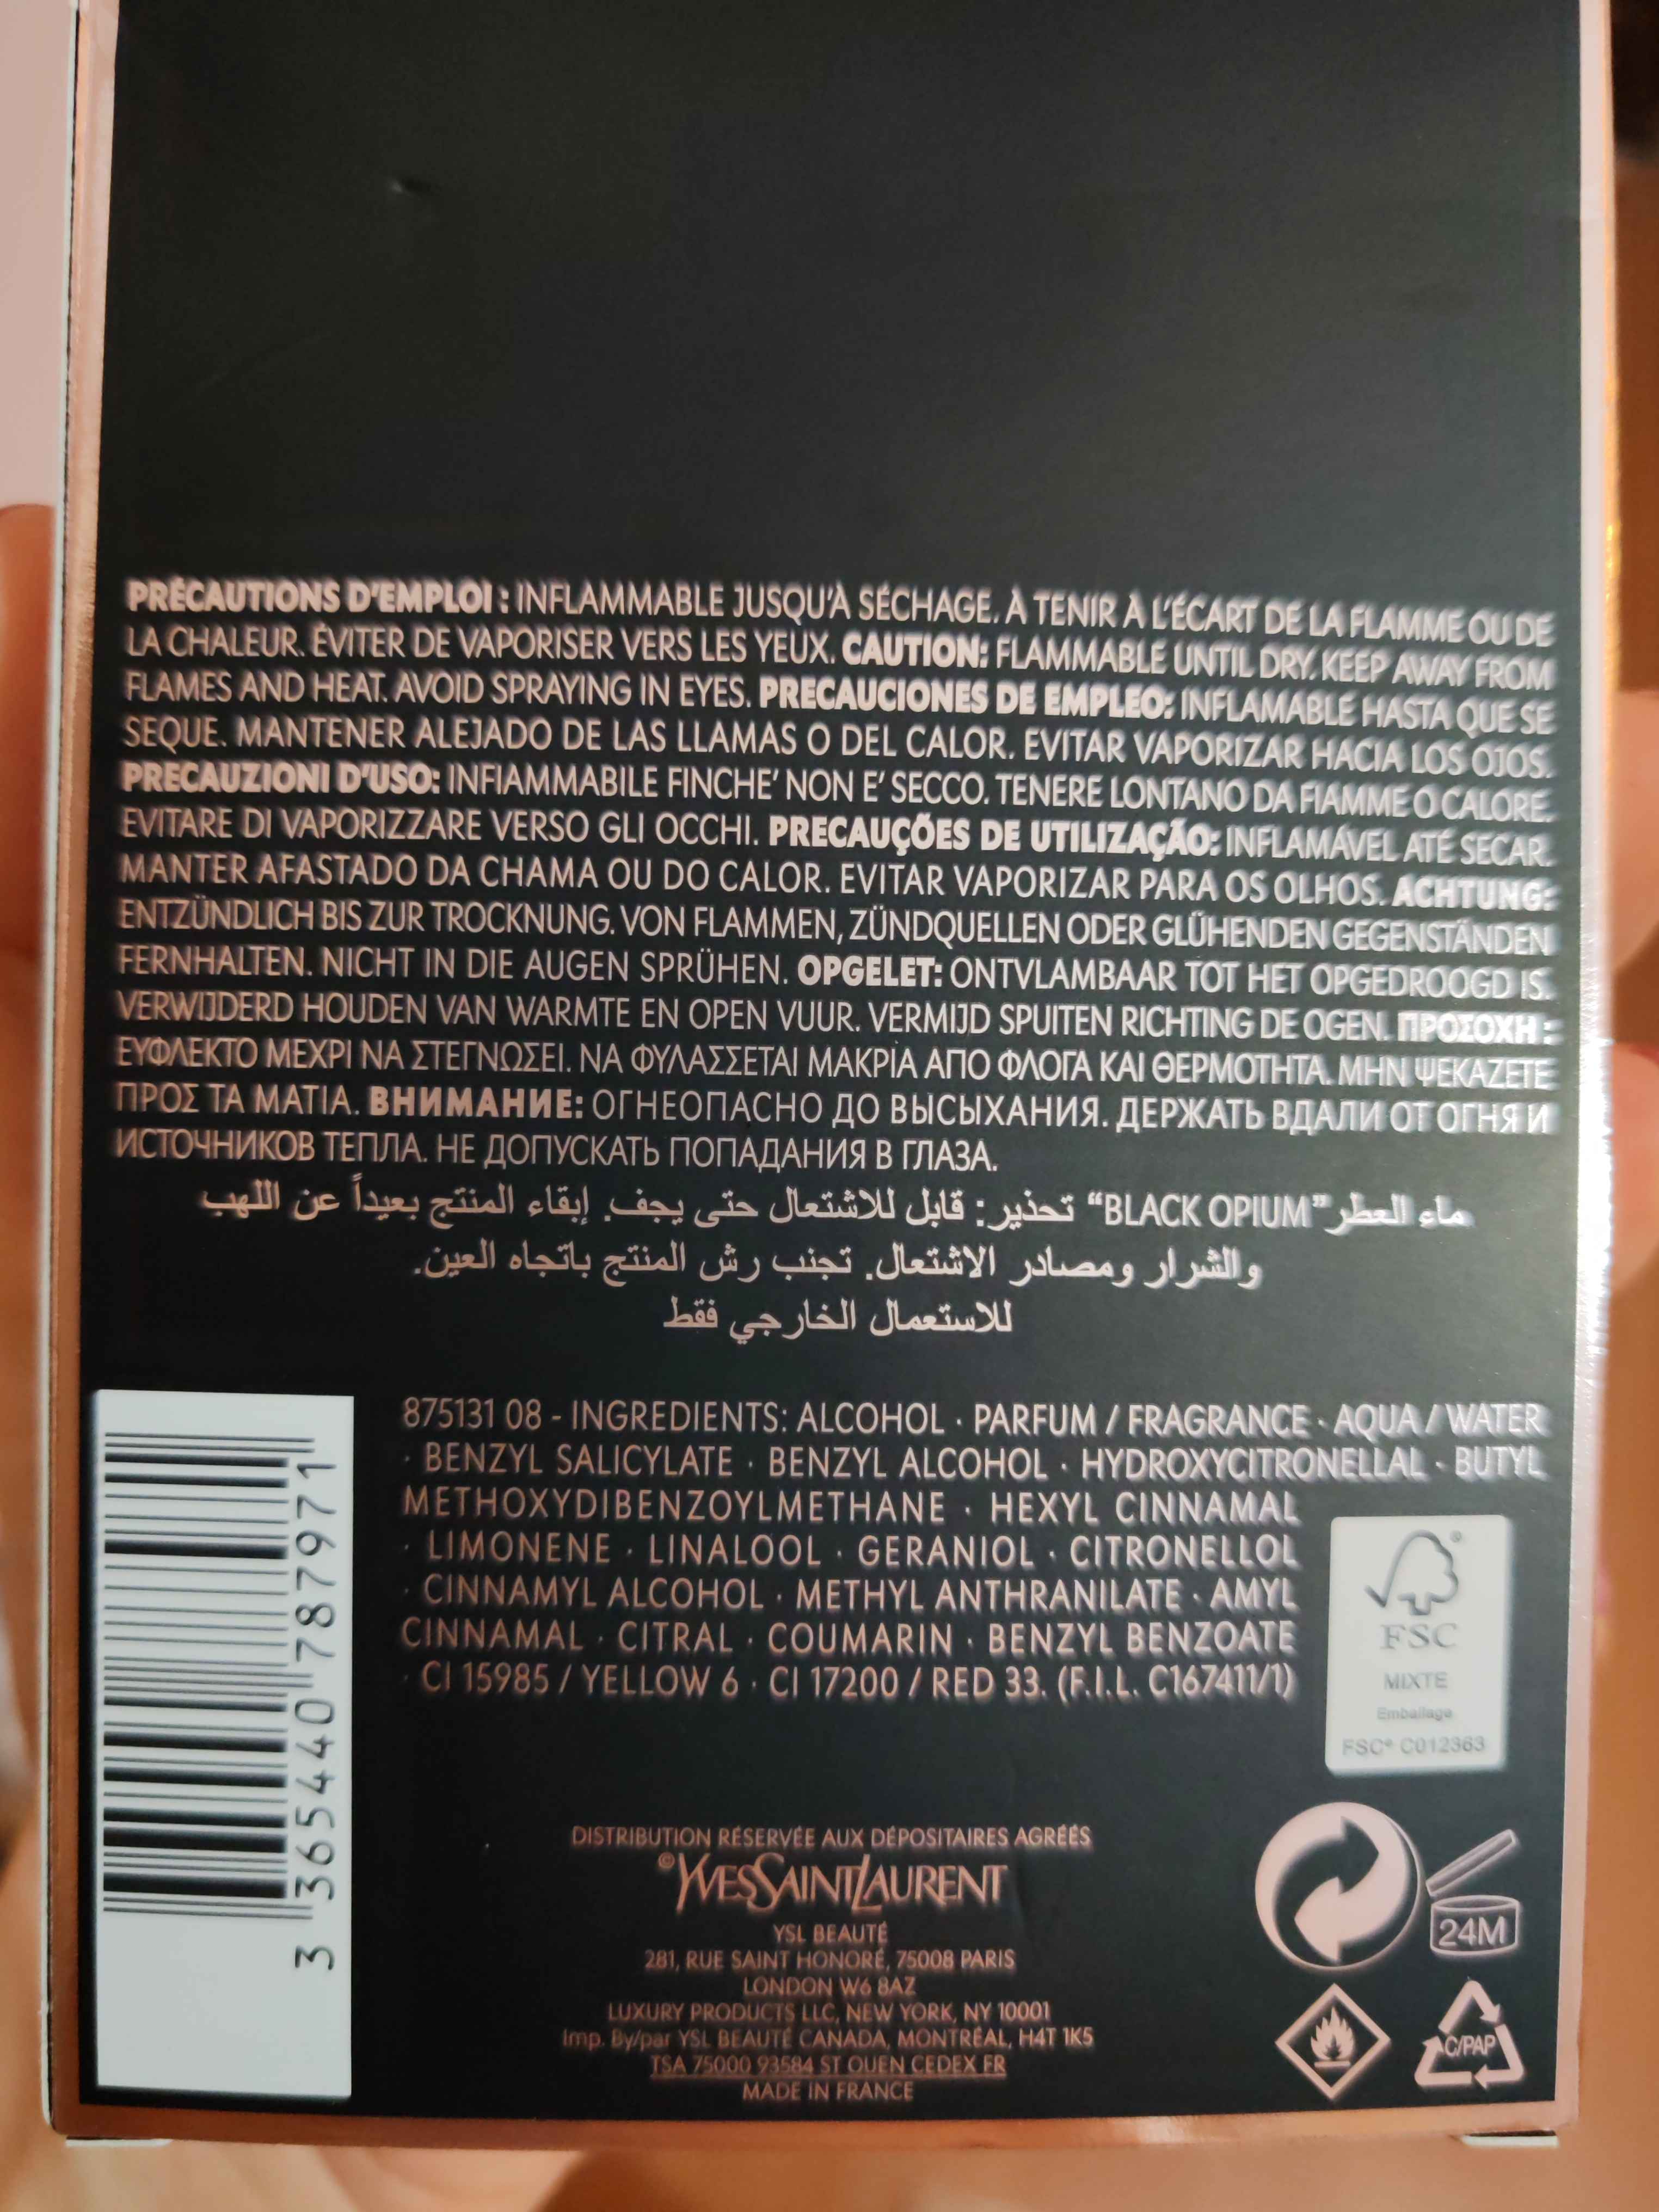 PRÉCAUTIONS D'EMPLOI : INFLAMMABLE JUSQU'À SÉCHAGE. À TENIR À L'ÉCART DE LA FLAMME OU DE
LA CHALEUR. ÉVITER DE VAPORISER VERS LES YEUX. CAUTION: FLAMMABLE UNTIL DRY. KEEP AWAY FROM
FLAMES AND HEAT. AVOID SPRAYING IN EYES. PRECAUCIONES DE EMPLEO: INFLAMABLE HASTA QUE SE
SEQUE. MANTENER ALEJADO DE LAS LLAMAS O DEL CALOR. EVITAR VAPORIZAR HACIA LOS OJOS.
PRECAUZIONI D'USO: INFIAMMABILE FINCHE' NON E' SECCO. TENERE LONTANO DA FIAMME O CALORE.
EVITARE DI VAPORIZZARE VERSO GLI OCCHI. PRECAUÇÕES DE UTILIZAÇÃO: INFLAMÁVEL ATÉ SECAR.
MANTER AFASTADO DA CHAMA OU DO CALOR. EVITAR VAPORIZAR PARA OS OLHOS. ACHTUNG:
ENTZÜNDLICH BIS ZUR TROCKNUNG. VON FLAMMEN, ZÜNDQUELLEN ODER GLÜHENDEN GEGENSTÄNDEN
FERNHALTEN. NICHT IN DIE AUGEN SPRÜHEN. OPGELET: ONTVLAMBAAR TOT HET OPGEDROOGD IS.
VERWIJDERD HOUDEN VAN WARMTE EN OPEN VUUR. VERMIJD SPUITEN RICHTING DE OGEN. ΠΡΟΣΟΧΗ :
ΕΥΦΛΕΚΤΟ ΜΕΧΡΙ ΝΑ ΣΤΕΓΝΩΣΕΙ. ΝΑ ΦΥΛΑΣΣΕΤΑΙ ΜΑΚΡΙΑ ΑΠΟ ΦΛΟΓΑ ΚΑΙ ΘΕΡΜΟΤΗΤΑ. ΜΗΝ ΨΕΚΑΖΕΤΕ
ΠΡΟΣ ΤΑ ΜΑΤΙΑ. ВНИМАНИЕ: ОГНЕОПАСНО ДО ВЫСЫХАНИЯ. ДЕРЖАТЬ ВДАЛИ ОТ ОГНЯ И
ИСТОЧНИКОВ ТЕПЛА. НЕ ДОПУСКАТЬ ПОПАДАНИЯ В ГЛАЗА.
ماء العطر "BLACK OPIUM" تحذير: قابل للاشتعال حتى يجف. إبقاء المنتج بعيداً عن اللهب
والشرار ومصادر الاشتعال. تجنب رش المنتج باتجاه العين.
للاستعمال الخارجي فقط
875131 08 - INGREDIENTS: ALCOHOL · PARFUM / FRAGRANCE · AQUA / WATER
· BENZYL SALICYLATE · BENZYL ALCOHOL · HYDROXYCITRONELLAL · BUTYL
METHOXYDIBENZOYLMETHANE · HEXYL CINNAMAL
· LIMONENE · LINALOOL · GERANIOL · CITRONELLOL
· CINNAMYL ALCOHOL · METHYL ANTHRANILATE · AMYL
CINNAMAL · CITRAL · COUMARIN · BENZYL BENZOATE
· CI 15985 / YELLOW 6 · CI 17200 / RED 33. (F.I.L. C167411/1)
3 365440 787971
FSC
MIXTE
Emballage
FSC® C012363
DISTRIBUTION RÉSERVÉE AUX DÉPOSITAIRES AGRÉÉS
©YVESSAINTLAURENT
YSL BEAUTÉ
281, RUE SAINT HONORÉ, 75008 PARIS
LONDON W6 8AZ
LUXURY PRODUCTS LLC, NEW YORK, NY 10001
Imp. By/par YSL BEAUTÉ CANADA, MONTRÉAL, H4T 1K5
TSA 75000 93584 ST OUEN CEDEX FR
MADE IN FRANCE
24M
C/PAP